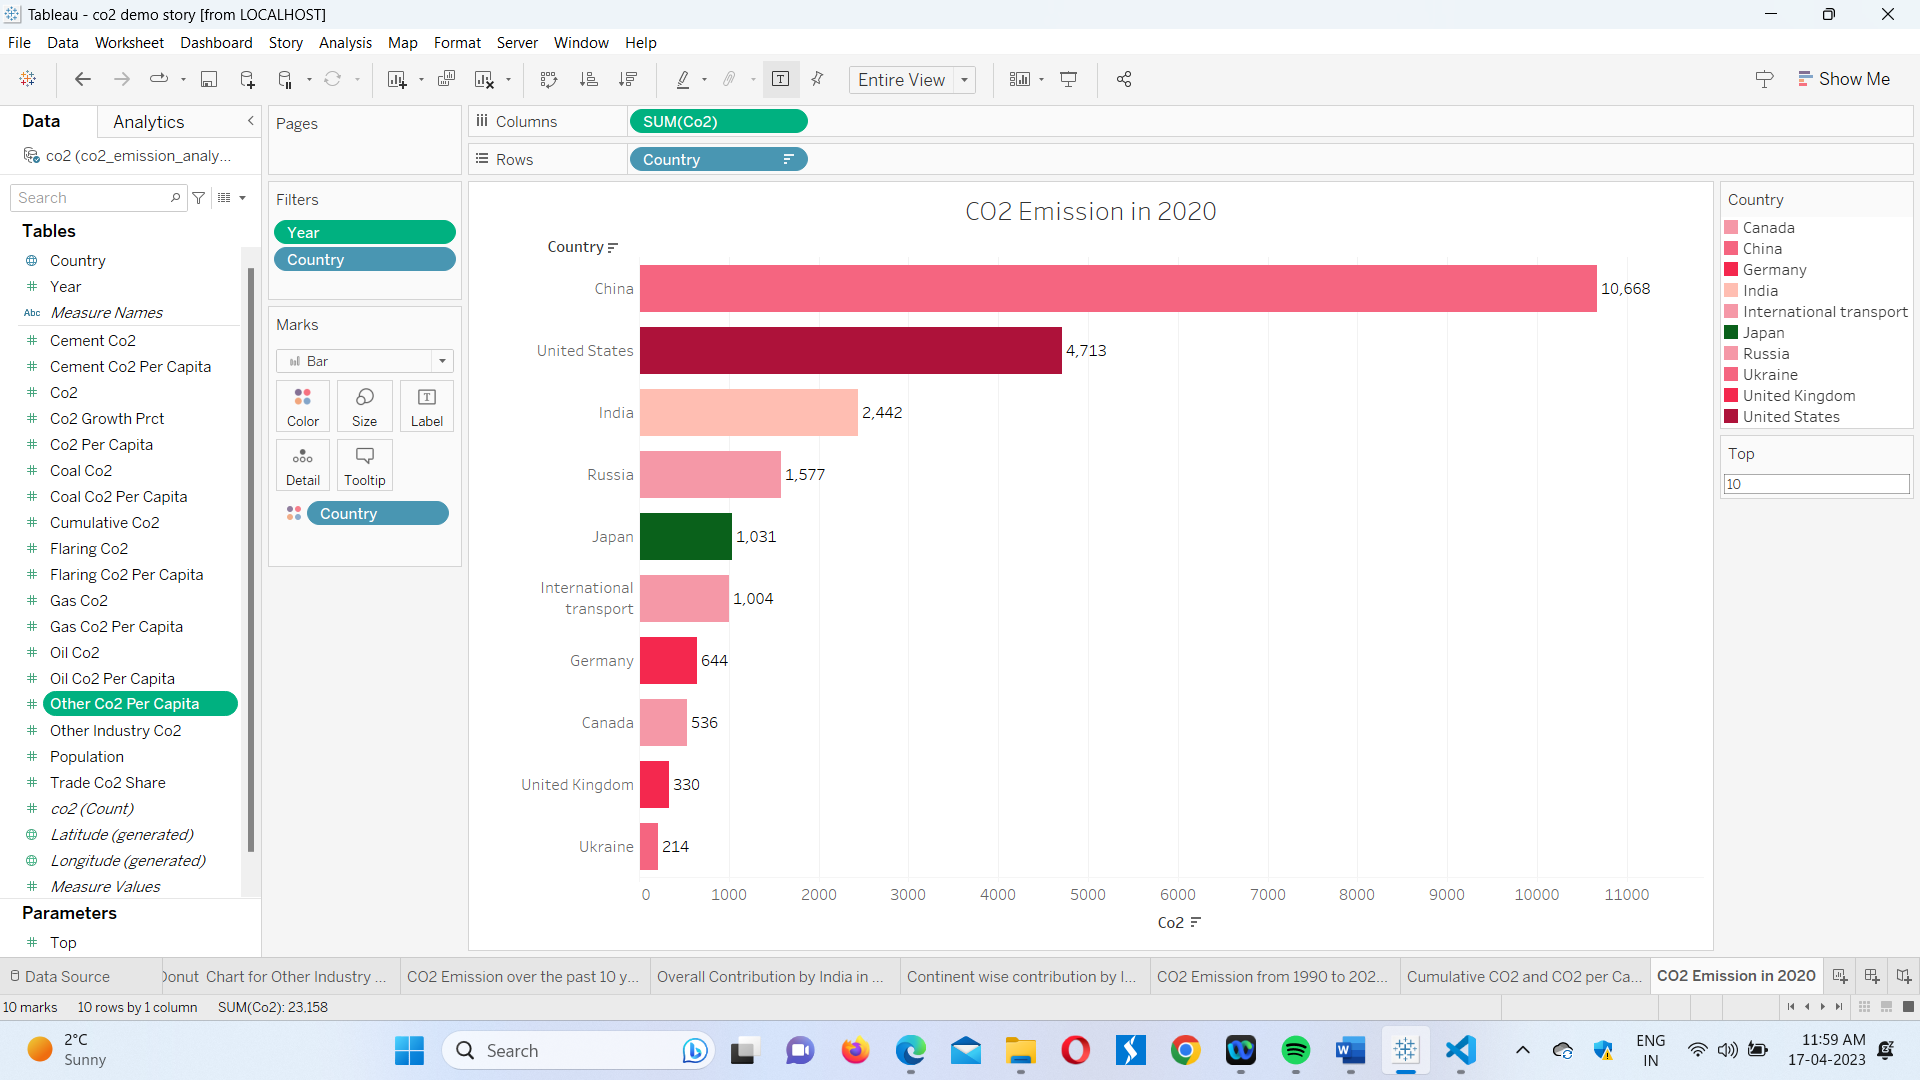 Tableau - co2 demo story [from LOCALHOST]
File Data Worksheet Dashboard Story Analysis Map Format Server Window Help
Entire View
Show Me
Data Analytics
co2 (co2_emission_analy...
Search
Tables
Country
Year
Abc Measure Names
Cement Co2
Cement Co2 Per Capita
Co2
Co2 Growth Prct
Co2 Per Capita
Coal Co2
Coal Co2 Per Capita
Cumulative Co2
Flaring Co2
Flaring Co2 Per Capita
Gas Co2
Gas Co2 Per Capita
Oil Co2
Oil Co2 Per Capita
Other Co2 Per Capita
Other Industry Co2
Population
Trade Co2 Share
co2 (Count)
Latitude (generated)
Longitude (generated)
Measure Values
Parameters
Top
Pages
Filters
Year
Country
Marks
Bar
Color Size Label
Detail Tooltip
Country
Columns SUM(Co2)
Rows Country
CO2 Emission in 2020
Country
China 10,668
United States 4,713
India 2,442
Russia 1,577
Japan 1,031
International
transport 1,004
Germany 644
Canada 536
United Kingdom 330
Ukraine 214
0 1000 2000 3000 4000 5000 6000 7000 8000 9000 10000 11000
Co2
Country
Canada
China
Germany
India
International transport
Japan
Russia
Ukraine
United Kingdom
United States
Top
10
Data Source Donut Chart for Other Industry ... CO2 Emission over the past 10 y... Overall Contribution by India in ... Continent wise contribution by I... CO2 Emission from 1990 to 202... Cumulative CO2 and CO2 per Ca... CO2 Emission in 2020
10 marks 10 rows by 1 column SUM(Co2): 23,158
2°C
Sunny
Search
ENG
IN
11:59 AM
17-04-2023